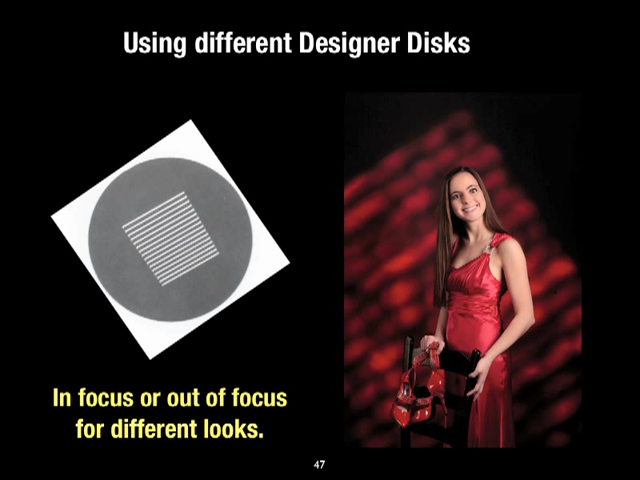 Using different Designer Disks
In focus or out of focus
for different looks.
47